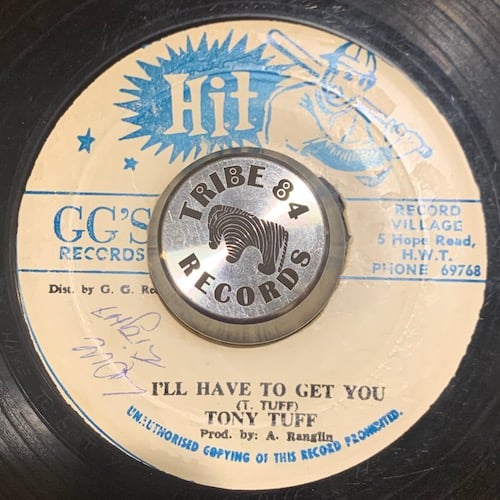 Hit
GG'S
RECORDS
RECORD
VILLAGE
5 Hope Road,
H.W.T.
PHONE 69768
TRIBE 84
RECORDS
Dist. by G. G.
I'LL HAVE TO GET YOU
(T. TUFF)
TONY TUFF
Prod. by: A. Ranglin
UNAUTHORISED COPYING OF THIS RECORD PROHIBITED.